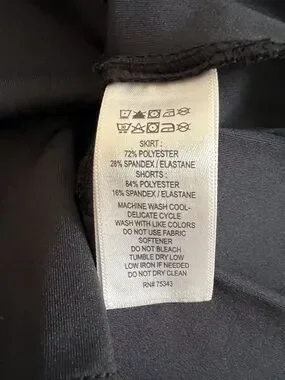 SKIRT:
72% POLYESTER
28% SPANDEX / ELASTANE
SHORTS:
84% POLYESTER
16% SPANDEX / ELASTANE
MACHINE WASH COOL-
DELICATE CYCLE
WASH WITH LIKE COLORS
DO NOT USE FABRIC
SOFTENER
DO NOT BLEACH
TUMBLE DRY LOW
LOW IRON IF NEEDED
DO NOT DRY CLEAN
RN# 75343